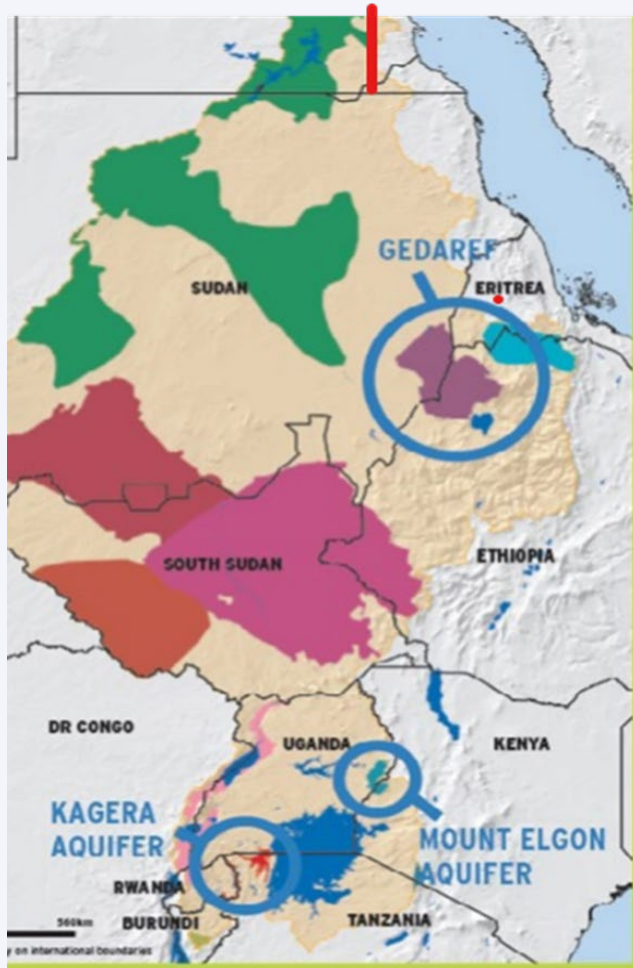 GEDAREF
ERITREA
SUDAN
SOUTH SUDAN
ETHIOPIA
DR CONGO
UGANDA
KENYA
KAGERA
AQUIFER
MOUNT ELGON
AQUIFER
RWANDA
BURUNDI
TANZANIA
560km
y on international boundaries